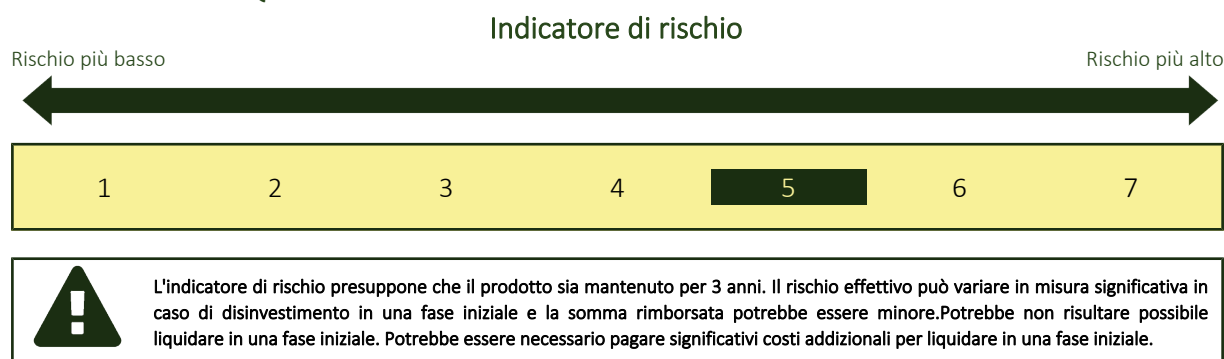 Indicatore di rischio
Rischio più basso
Rischio più alto
1 2 3 4 5 6 7
L'indicatore di rischio presuppone che il prodotto sia mantenuto per 3 anni. Il rischio effettivo può variare in misura significativa in
caso di disinvestimento in una fase iniziale e la somma rimborsata potrebbe essere minore.Potrebbe non risultare possibile
liquidare in una fase iniziale. Potrebbe essere necessario pagare significativi costi addizionali per liquidare in una fase iniziale.